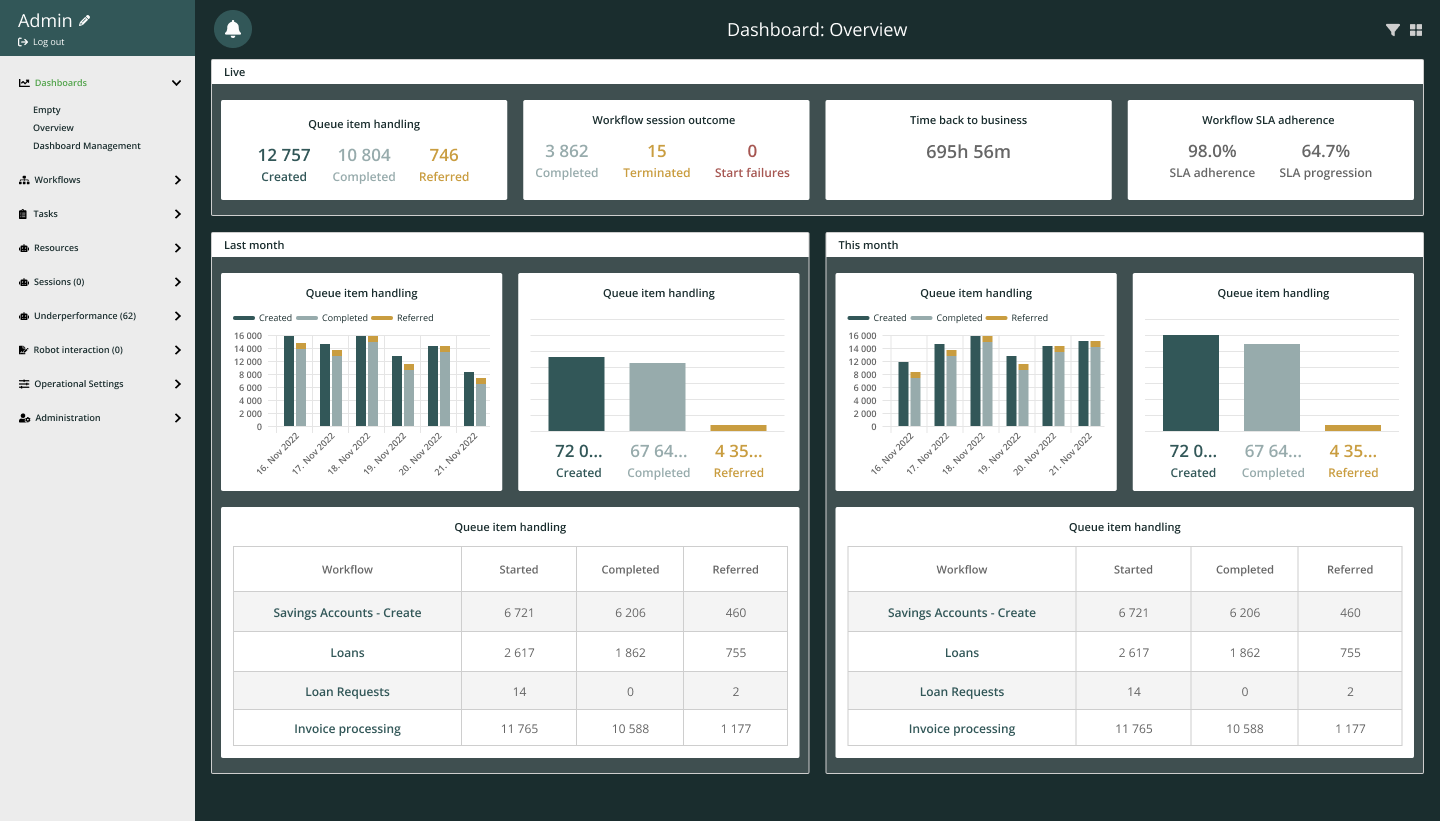 Admin
Log out
Dashboards
Empty
Overview
Dashboard Management
Workflows
Tasks
Resources
Sessions (0)
Underperformance (62)
Robot interaction (0)
Operational Settings
Administration
Dashboard: Overview
Live
Queue item handling
12 757 10 804 746
Created Completed Referred
Workflow session outcome
3 862 15 0
Completed Terminated Start failures
Time back to business
695h 56m
Workflow SLA adherence
98.0% 64.7%
SLA adherence SLA progression
Last month
Queue item handling
Created Completed Referred
16 000
14 000
12 000
10 000
8 000
6 000
4 000
2 000
0
16. Nov 2022
17. Nov 2022
18. Nov 2022
19. Nov 2022
20. Nov 2022
21. Nov 2022
Queue item handling
72 0... 67 64... 4 35...
Created Completed Referred
Queue item handling
Workflow Started Completed Referred
Savings Accounts - Create 6 721 6 206 460
Loans 2 617 1 862 755
Loan Requests 14 0 2
Invoice processing 11 765 10 588 1 177
This month
Queue item handling
Created Completed Referred
16 000
14 000
12 000
10 000
8 000
6 000
4 000
2 000
0
16. Nov 2022
17. Nov 2022
18. Nov 2022
19. Nov 2022
20. Nov 2022
21. Nov 2022
Queue item handling
72 0... 67 64... 4 35...
Created Completed Referred
Queue item handling
Workflow Started Completed Referred
Savings Accounts - Create 6 721 6 206 460
Loans 2 617 1 862 755
Loan Requests 14 0 2
Invoice processing 11 765 10 588 1 177